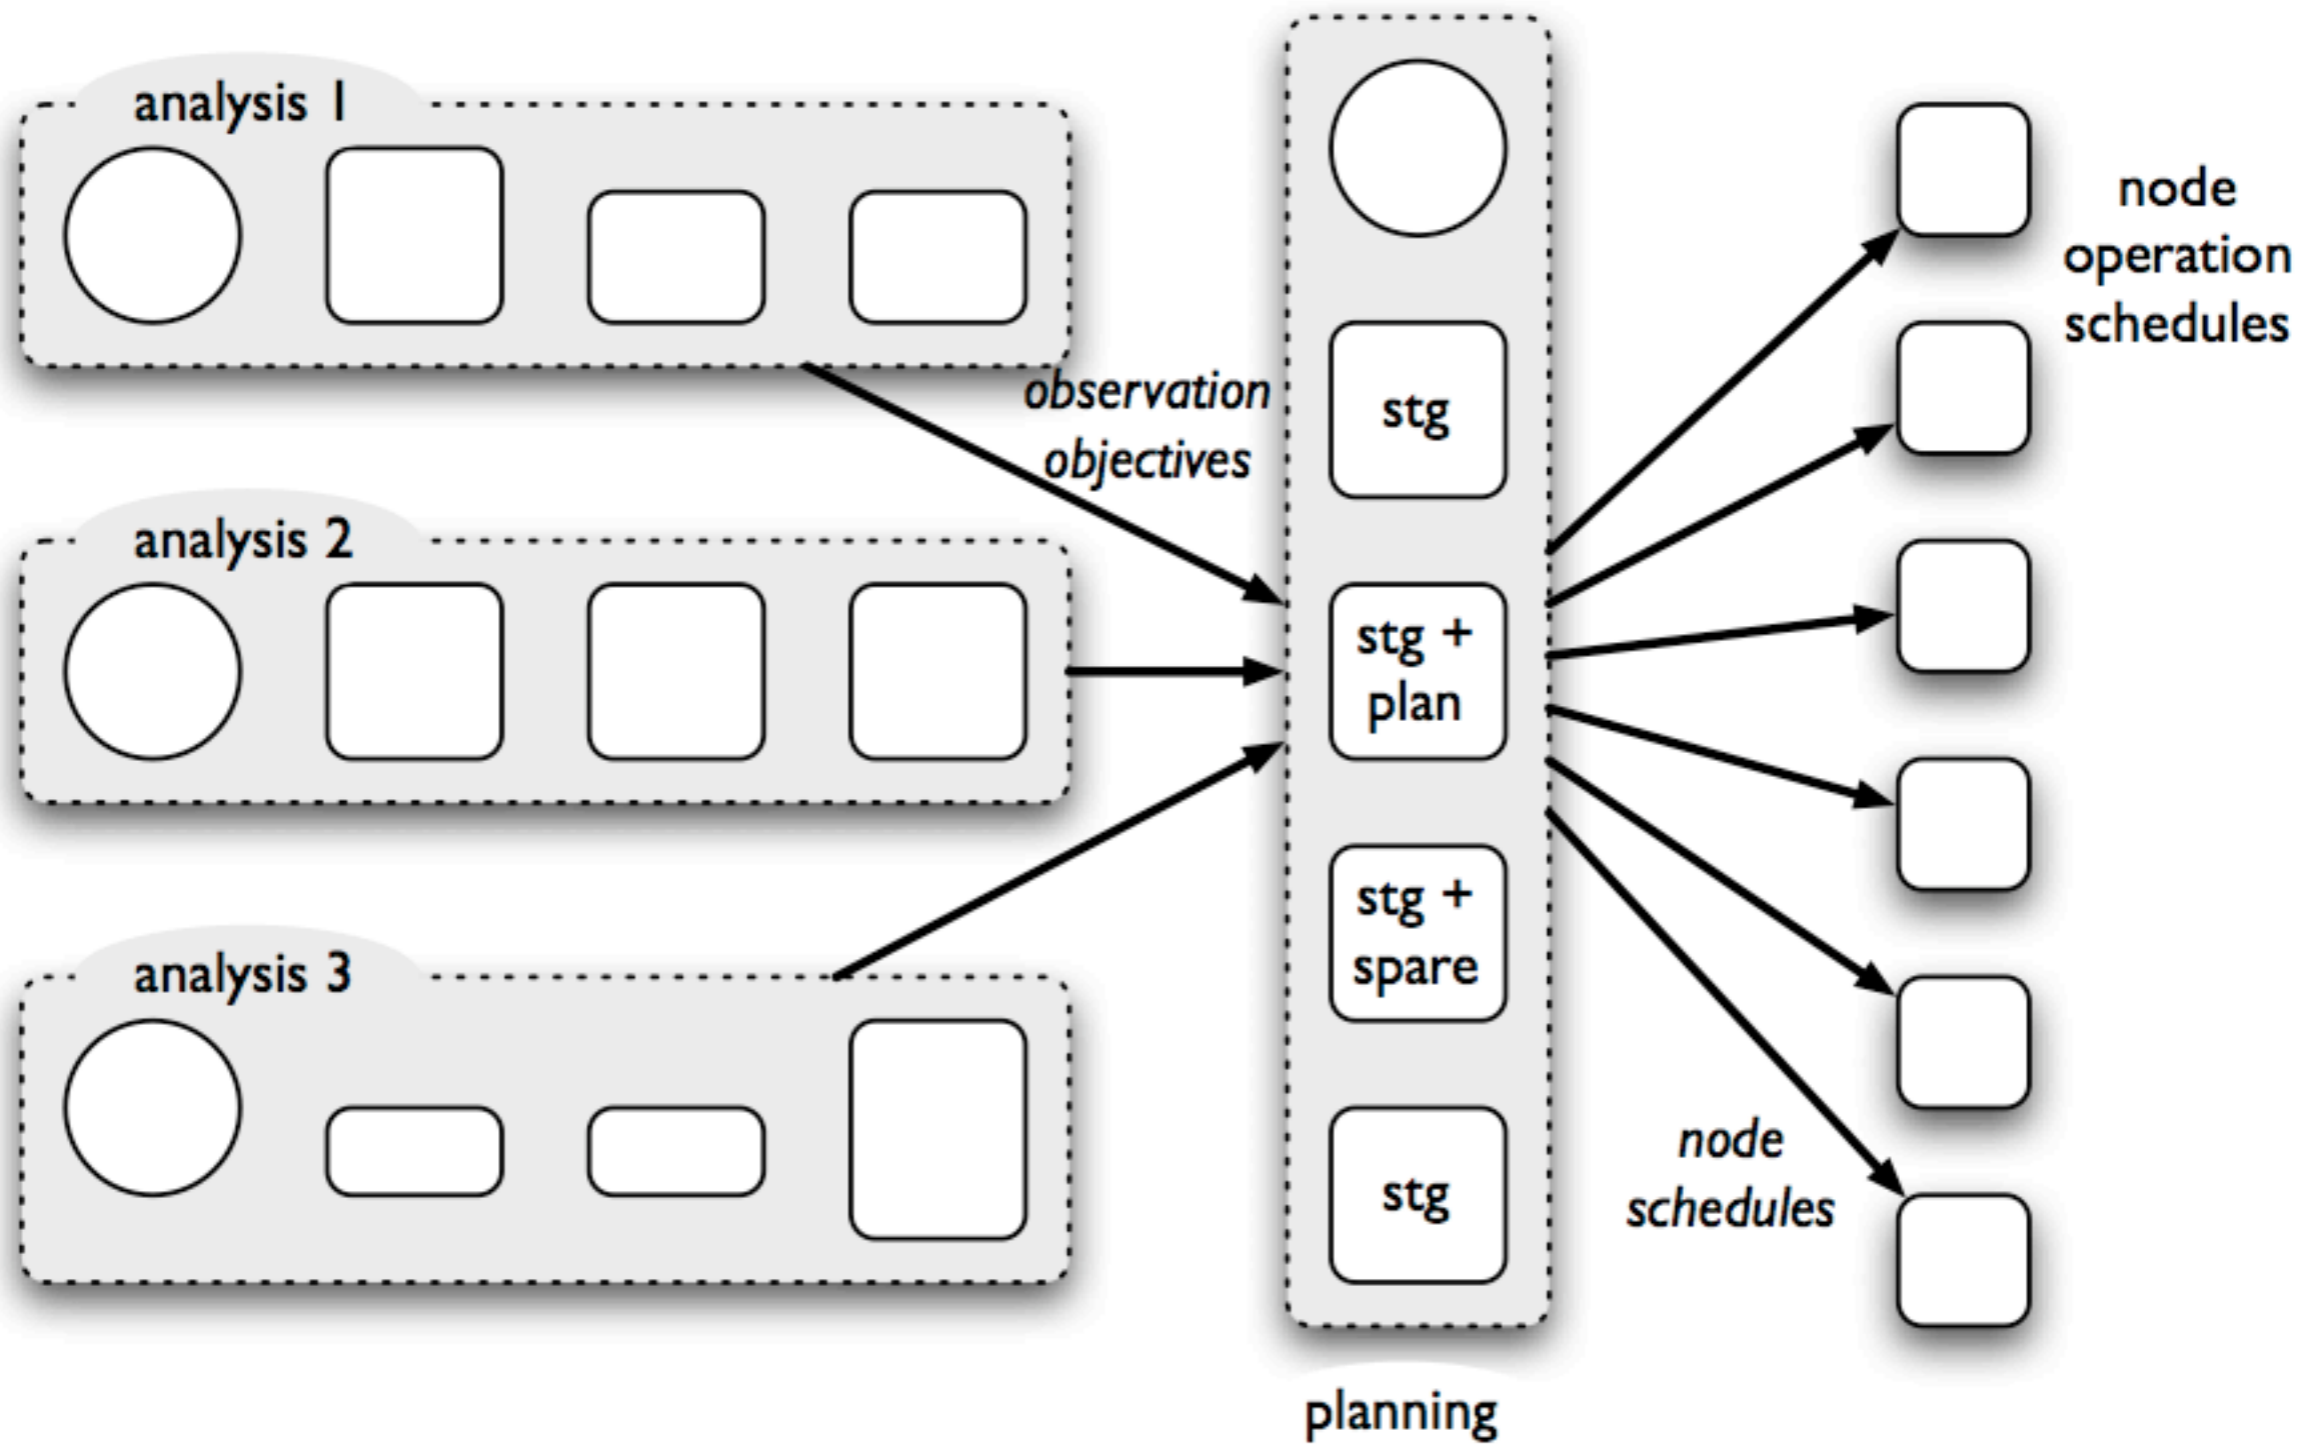 analysis 1
observation
objectives
analysis 2
analysis 3
stg
stg +
plan
stg +
spare
stg
planning
node
operation
schedules
node
schedules